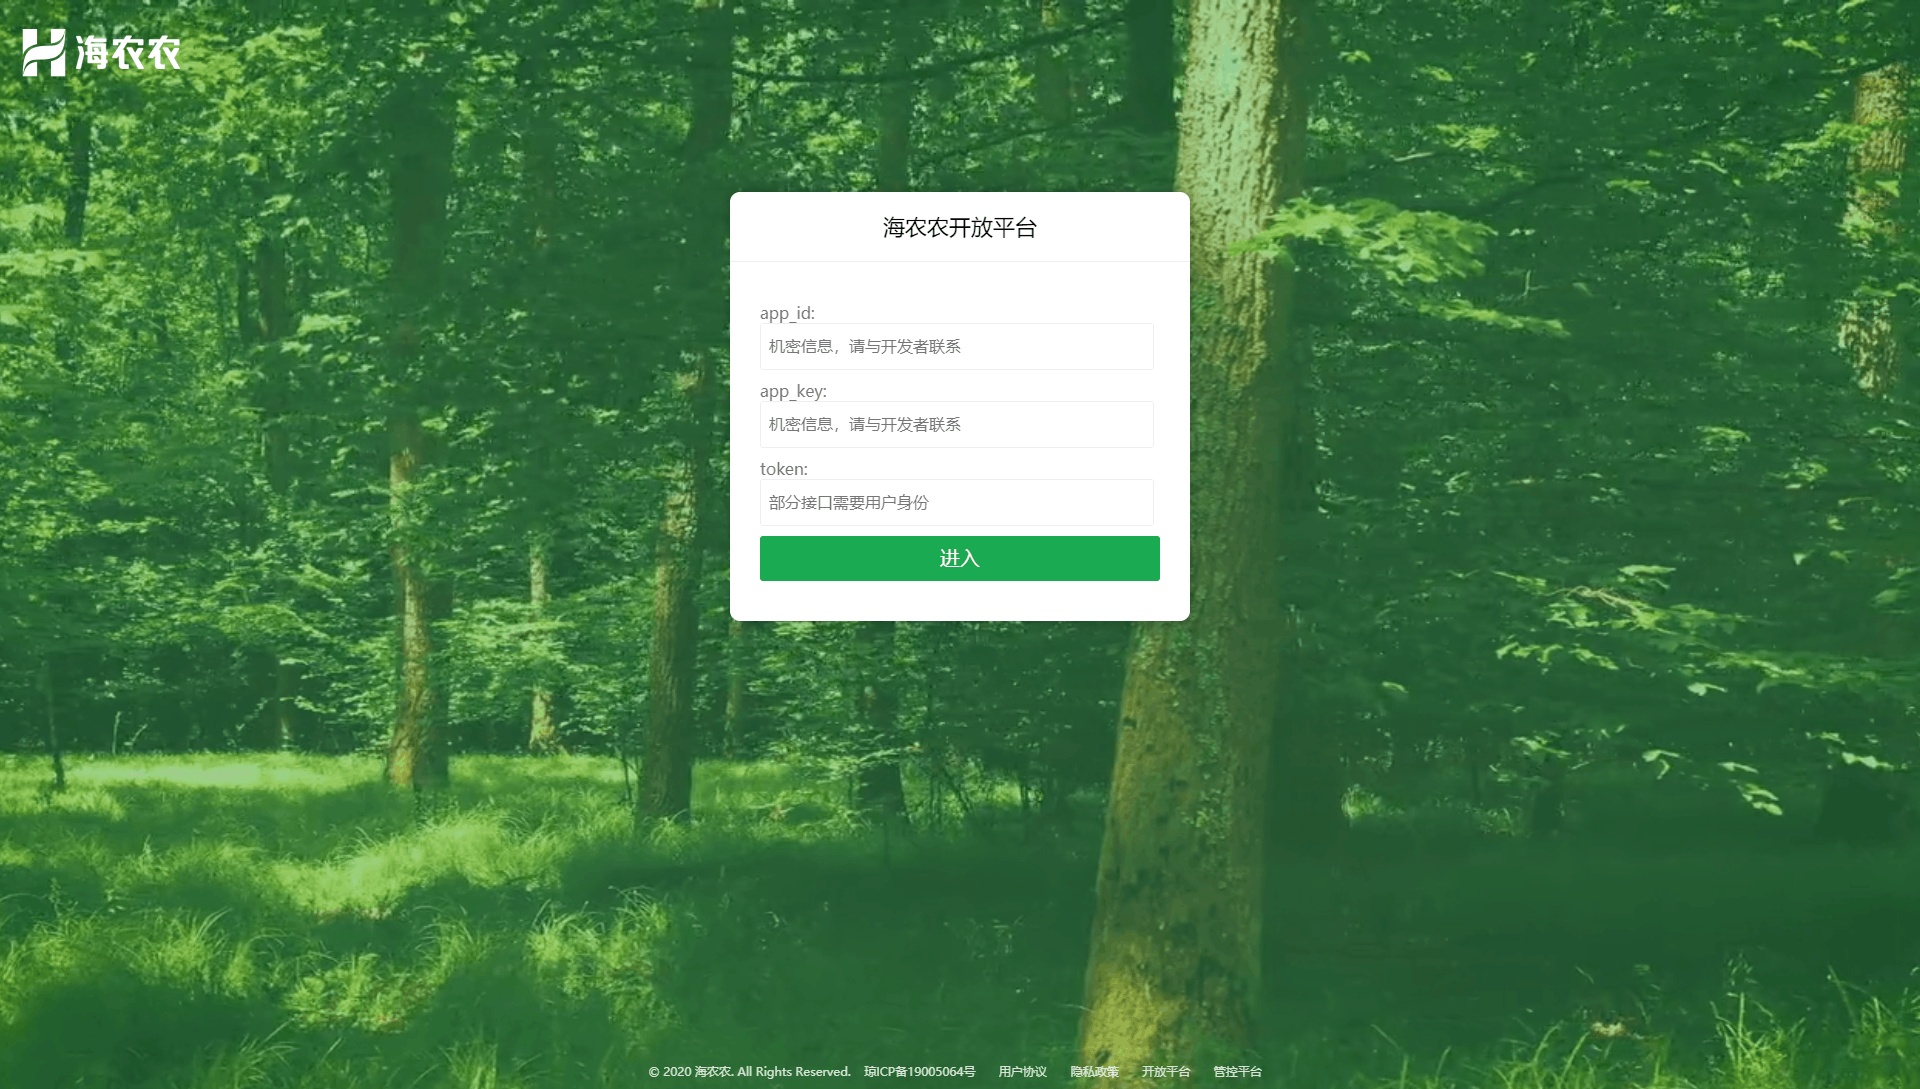 海农农
海农农开放平台
app_id:
机密信息，请与开发者联系
app_key:
机密信息，请与开发者联系
token:
部分接口需要用户身份
进入
© 2020 海农农. All Rights Reserved. 琼ICP备19005064号 用户协议 隐私政策 开放平台 管控平台